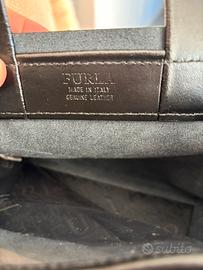 FURLA
MADE IN ITALY
GENUINE LEATHER
subito